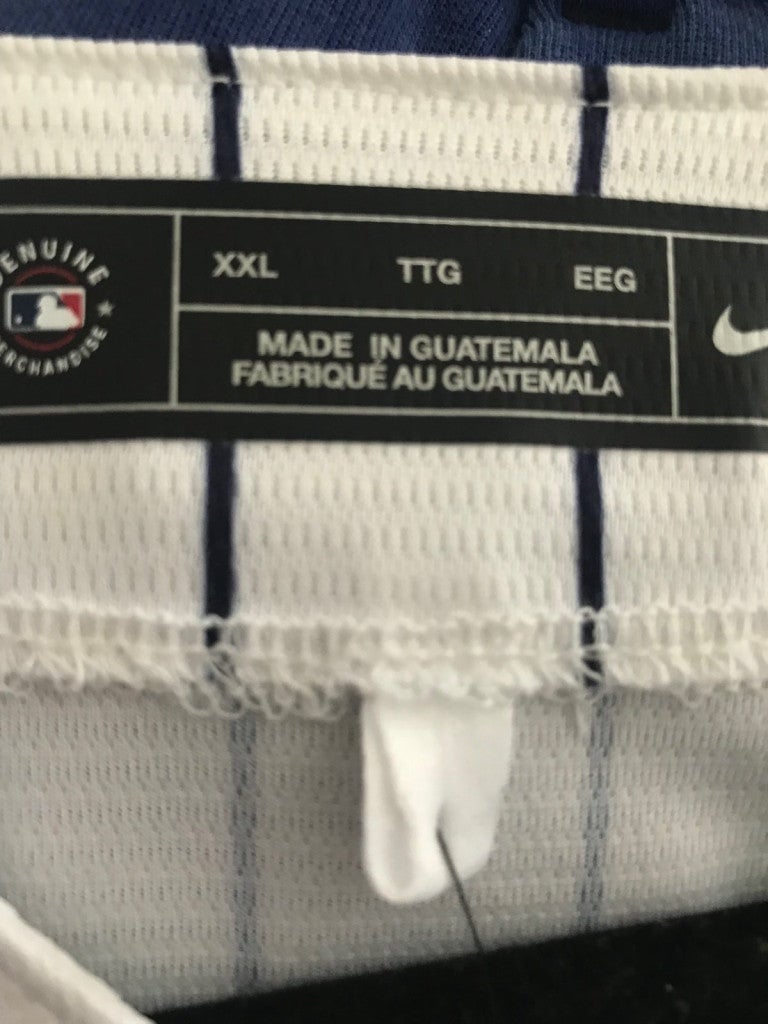 GENUINE
MERCHANDISE
XXL TTG EEG
MADE IN GUATEMALA
FABRIQUÉ AU GUATEMALA